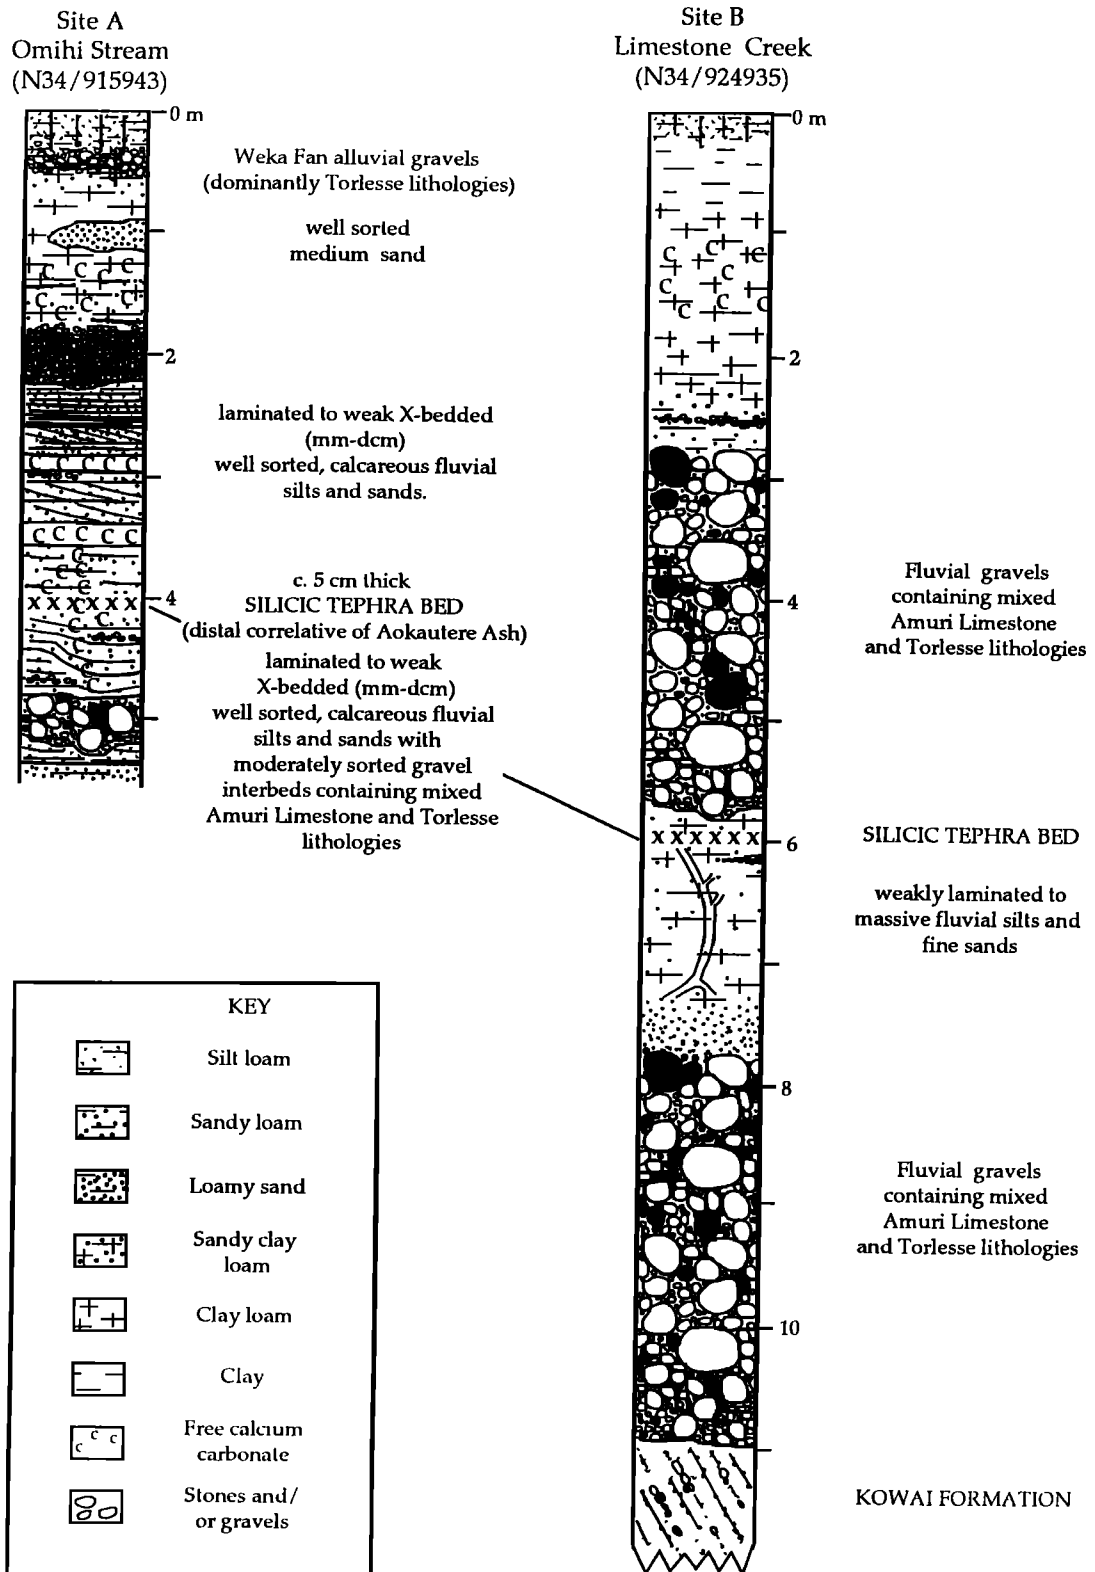 Site A
Omihi Stream
(N34/915943)
0 m
Weka Fan alluvial gravels
(dominantly Torlesse lithologies)
well sorted
medium sand
2
laminated to weak X-bedded
(mm-dcm)
well sorted, calcareous fluvial
silts and sands.
c. 5 cm thick
4
SILICIC TEPHRA BED
(distal correlative of Aokautere Ash)
laminated to weak
X-bedded (mm-dcm)
well sorted, calcareous fluvial
silts and sands with
moderately sorted gravel
interbeds containing mixed
Amuri Limestone and Torlesse
lithologies
Site B
Limestone Creek
(N34/924935)
0 m
2
4
Fluvial gravels
containing mixed
Amuri Limestone
and Torlesse lithologies
6
SILICIC TEPHRA BED
weakly laminated to
massive fluvial silts and
fine sands
8
Fluvial gravels
containing mixed
Amuri Limestone
and Torlesse lithologies
10
KOWAI FORMATION
KEY
Silt loam
Sandy loam
Loamy sand
Sandy clay
loam
Clay loam
Clay
Free calcium
carbonate
Stones and/
or gravels